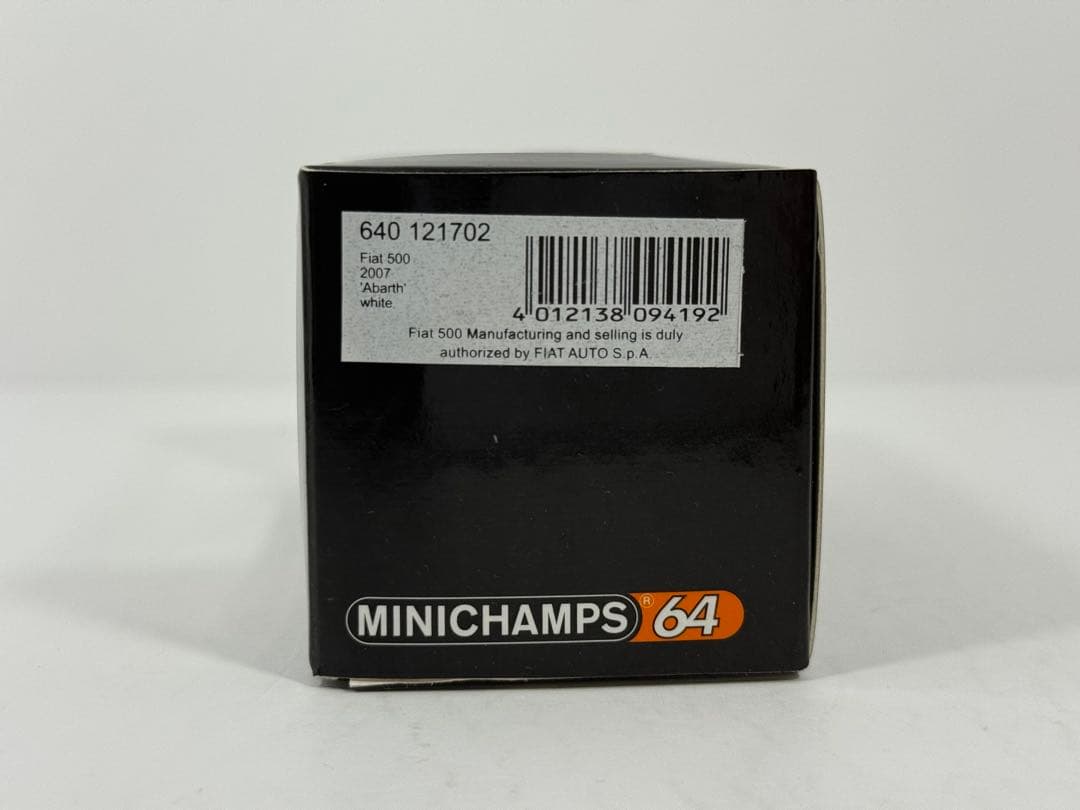 640 121702
Fiat 500
2007
'Abarth'
white
4 012138 094192
Fiat 500 Manufacturing and selling is duly
authorized by FIAT AUTO S.p.A.
MINICHAMPS® 64